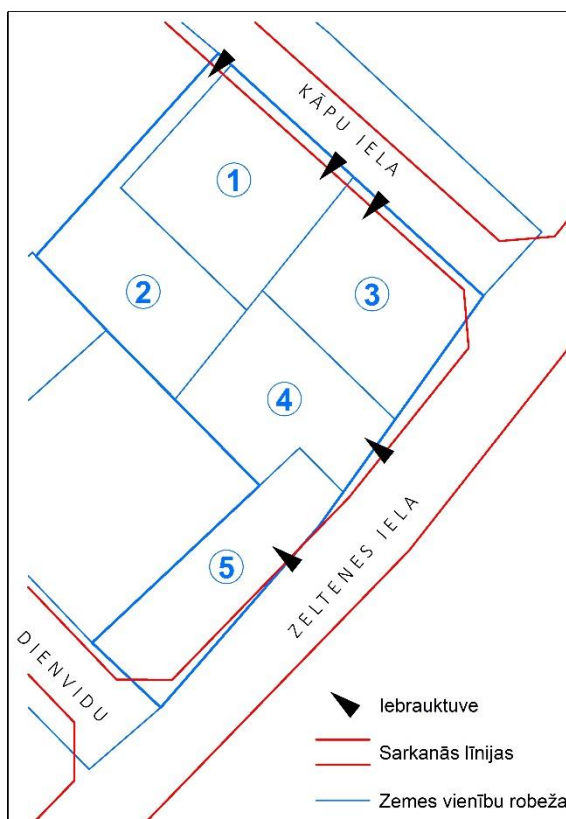 KĀPU IELA
1
2
3
4
5
ZELTENES IELA
DIENVIDU
Iebrauktuve
Sarkanās līnijas
Zemes vienību robeža